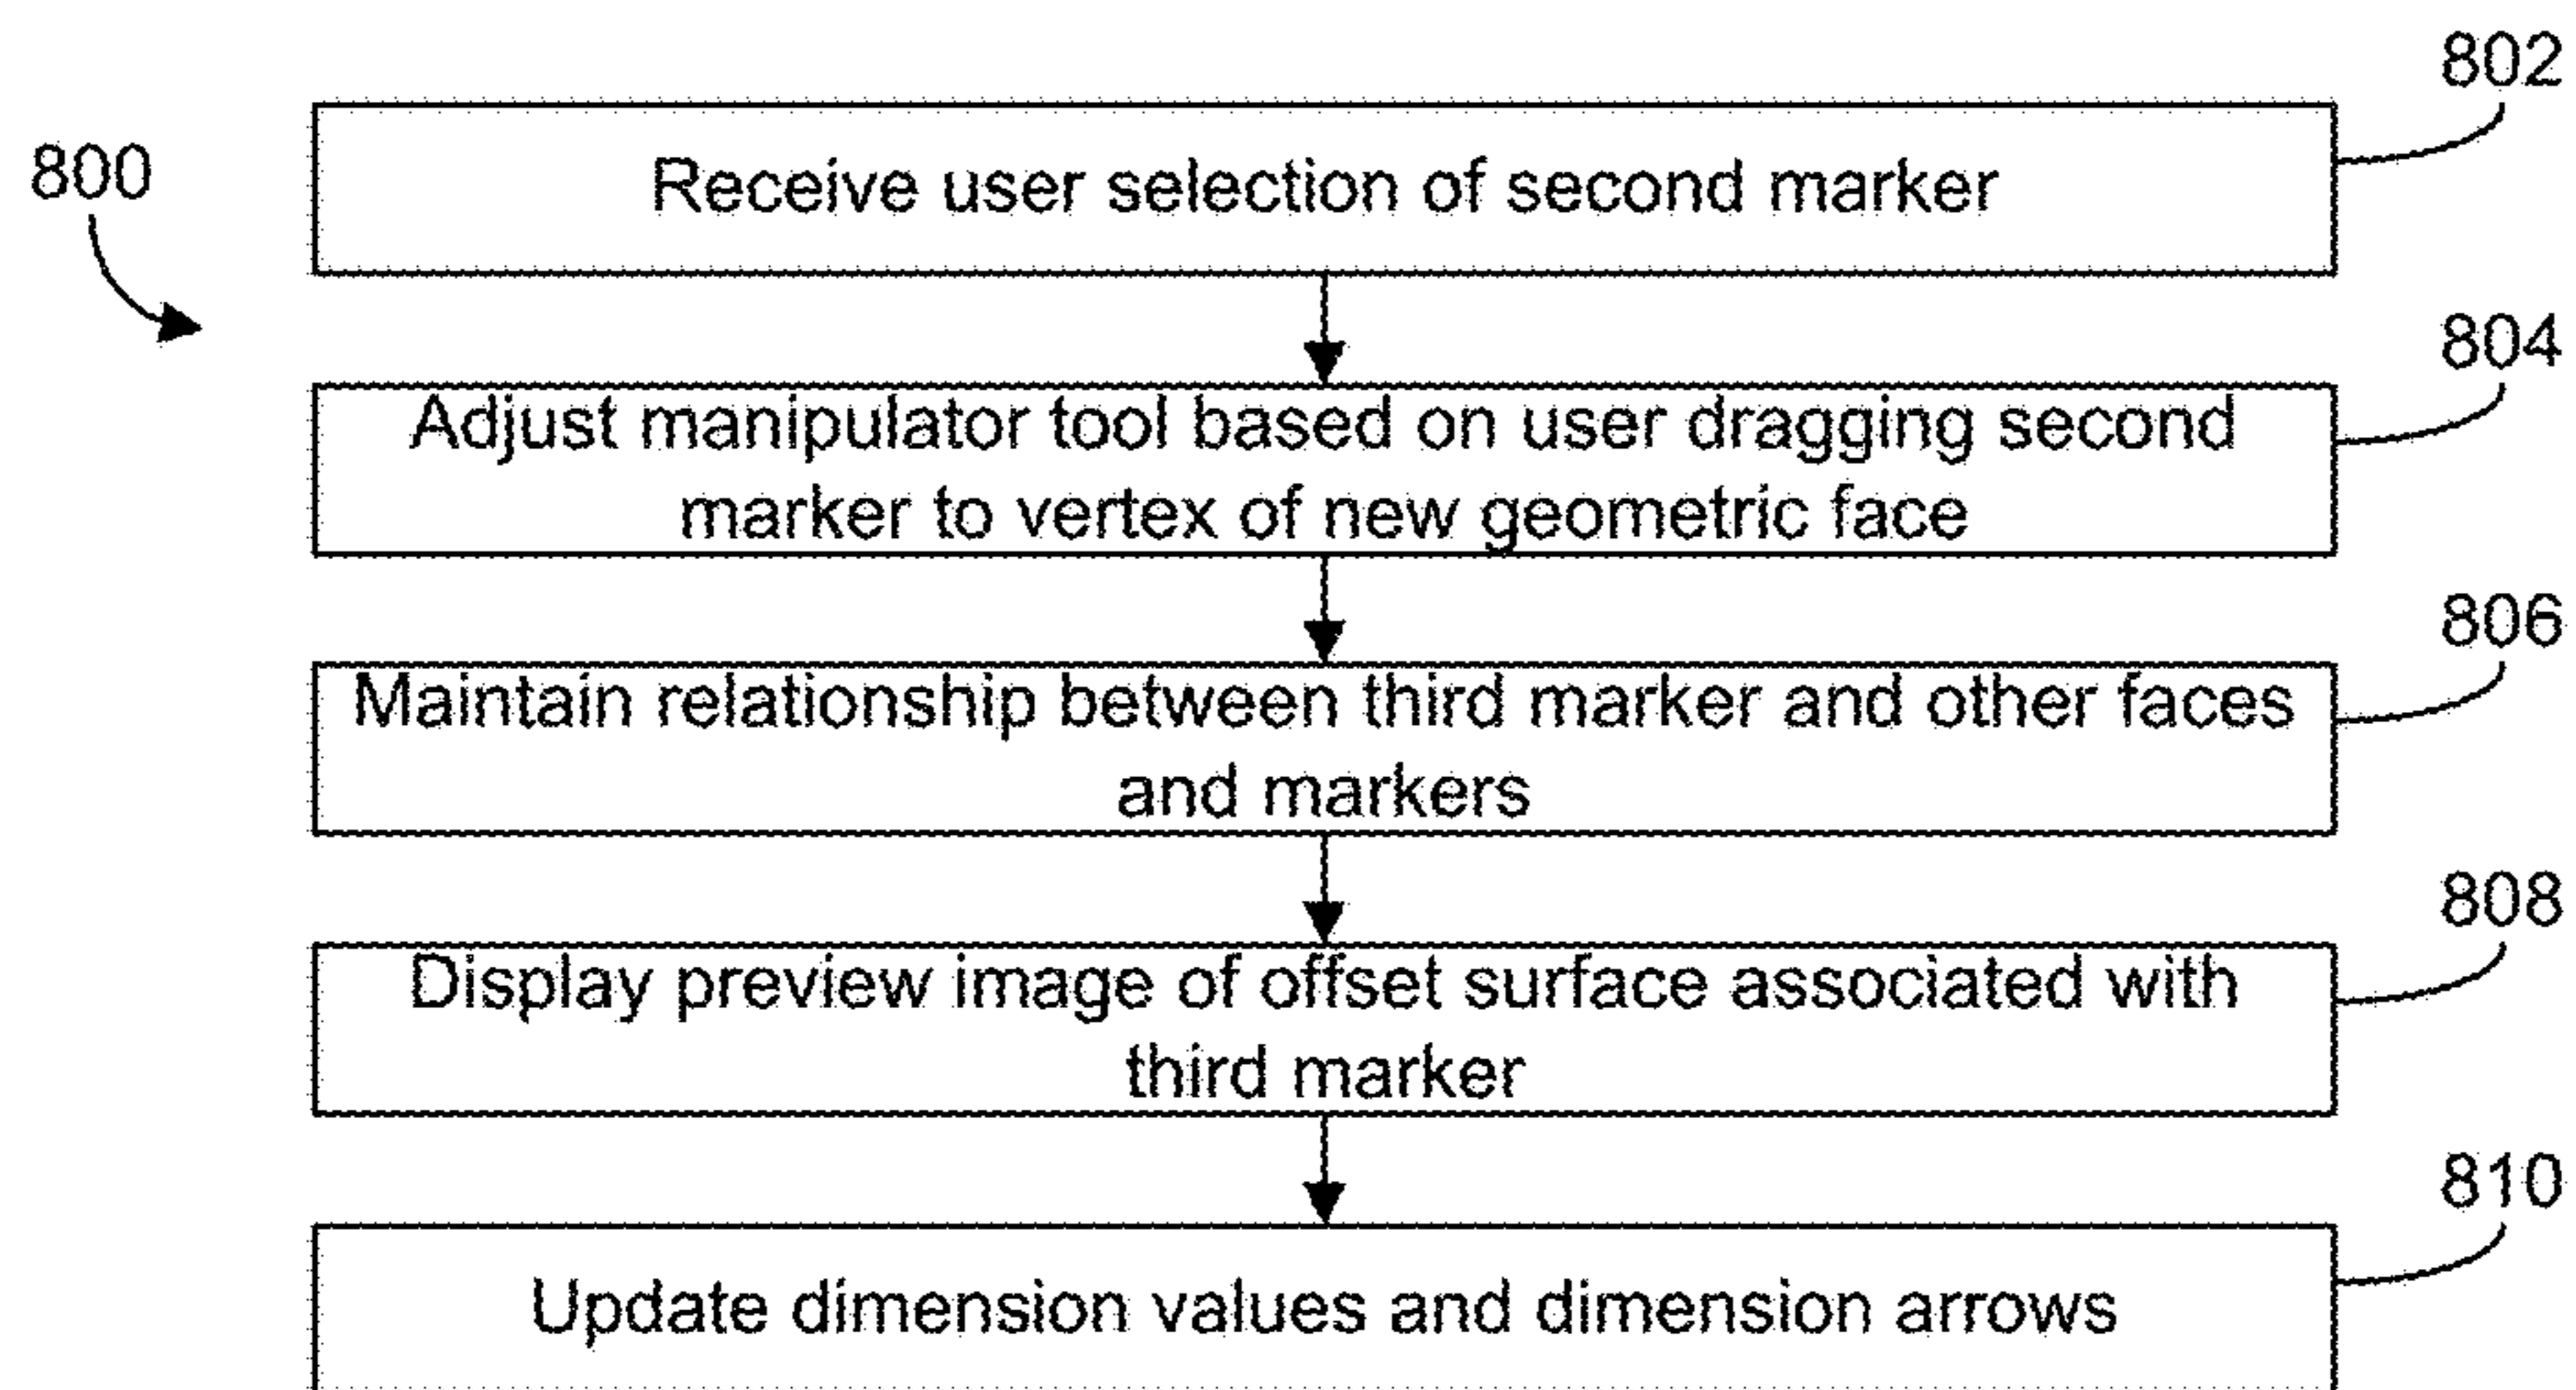 802
800
Receive user selection of second marker
804
Adjust manipulator tool based on user dragging second
marker to vertex of new geometric face
806
Maintain relationship between third marker and other faces
and markers
808
Display preview image of offset surface associated with
third marker
810
Update dimension values and dimension arrows